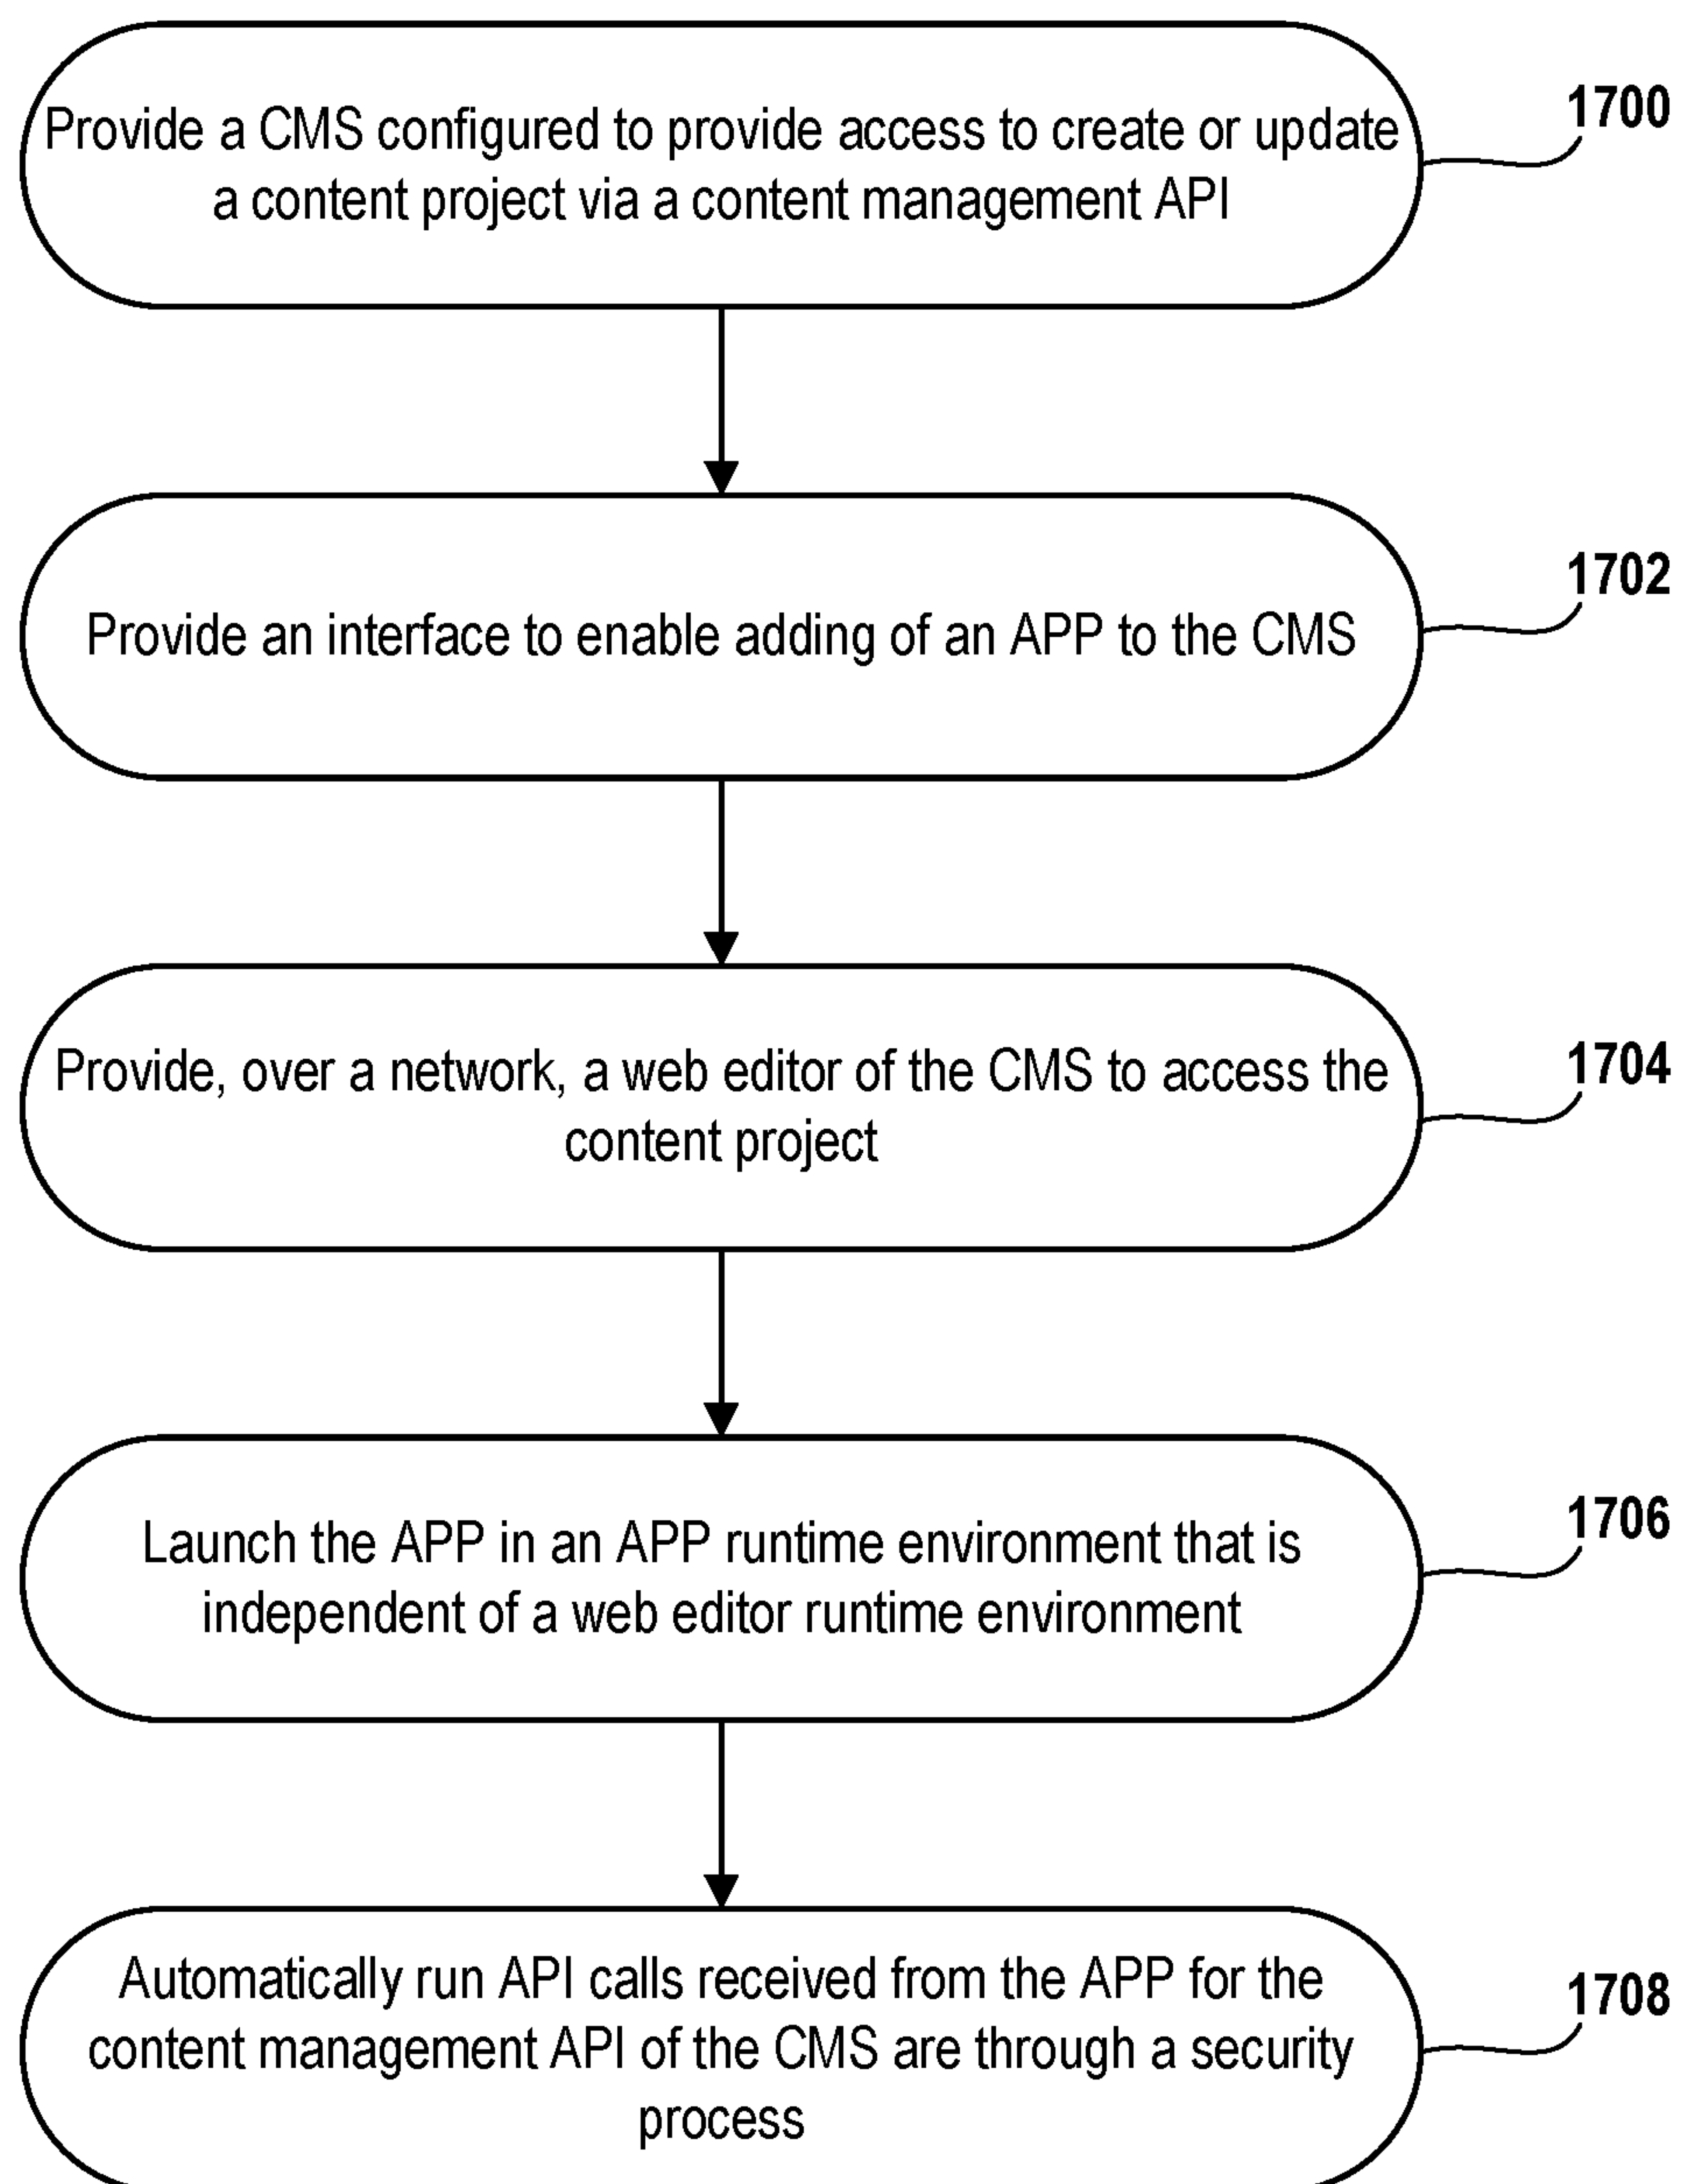 Provide a CMS configured to provide access to create or update
a content project via a content management API
1700
Provide an interface to enable adding of an APP to the CMS
1702
Provide, over a network, a web editor of the CMS to access the
content project
1704
Launch the APP in an APP runtime environment that is
independent of a web editor runtime environment
1706
Automatically run API calls received from the APP for the
content management API of the CMS are through a security
process
1708